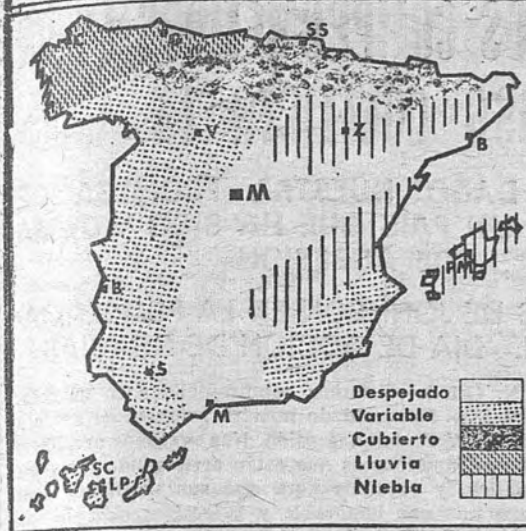 SS
V
Z
B
M
B
P M
S
M
SC
LP
Despejado
Variable
Cubierto
Lluvia
Niebla